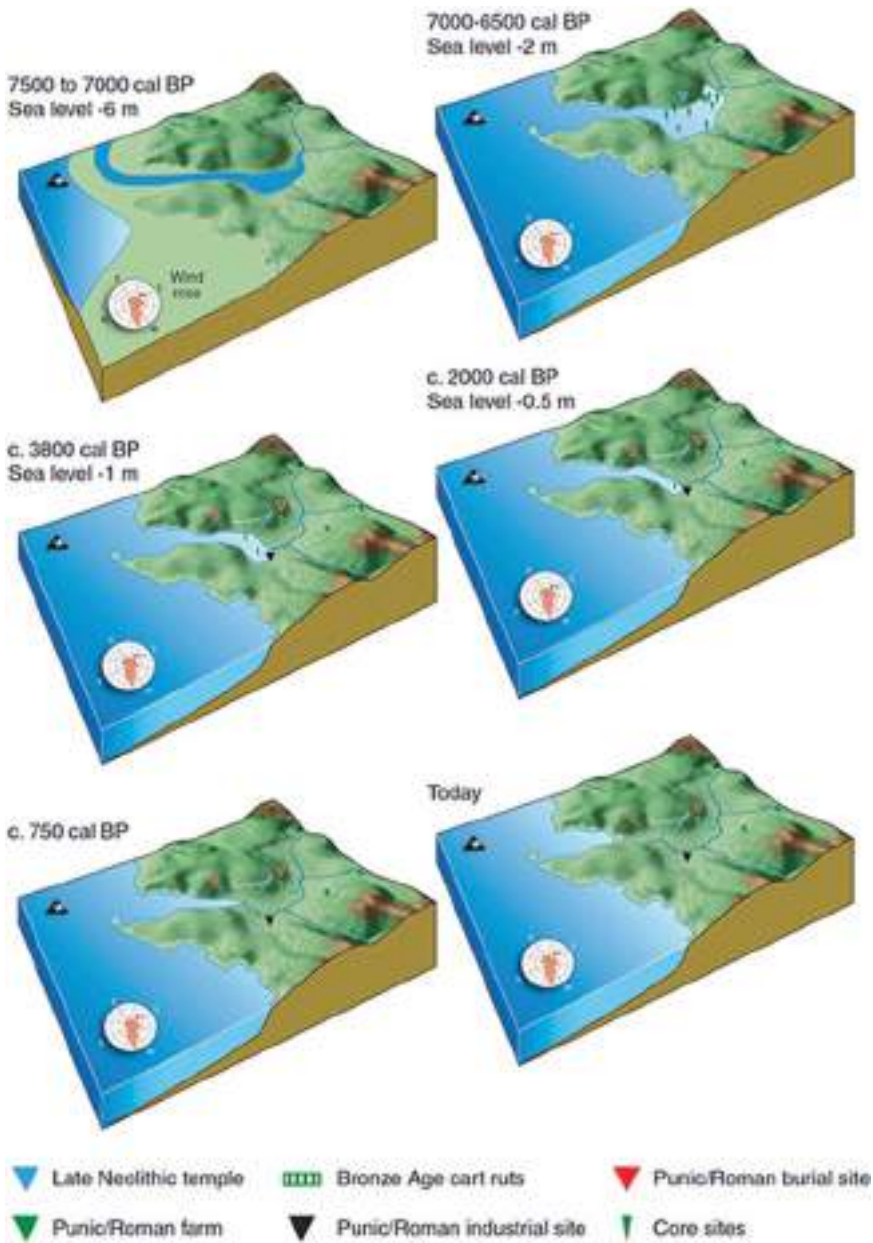 7500 to 7000 cal BP
Sea level -6 m
Wind
rose
7000-6500 cal BP
Sea level -2 m
c. 3800 cal BP
Sea level -1 m
c. 2000 cal BP
Sea level -0.5 m
c. 750 cal BP
Today
Late Neolithic temple
Bronze Age cart ruts
Punic/Roman burial site
Punic/Roman farm
Punic/Roman industrial site
Core sites